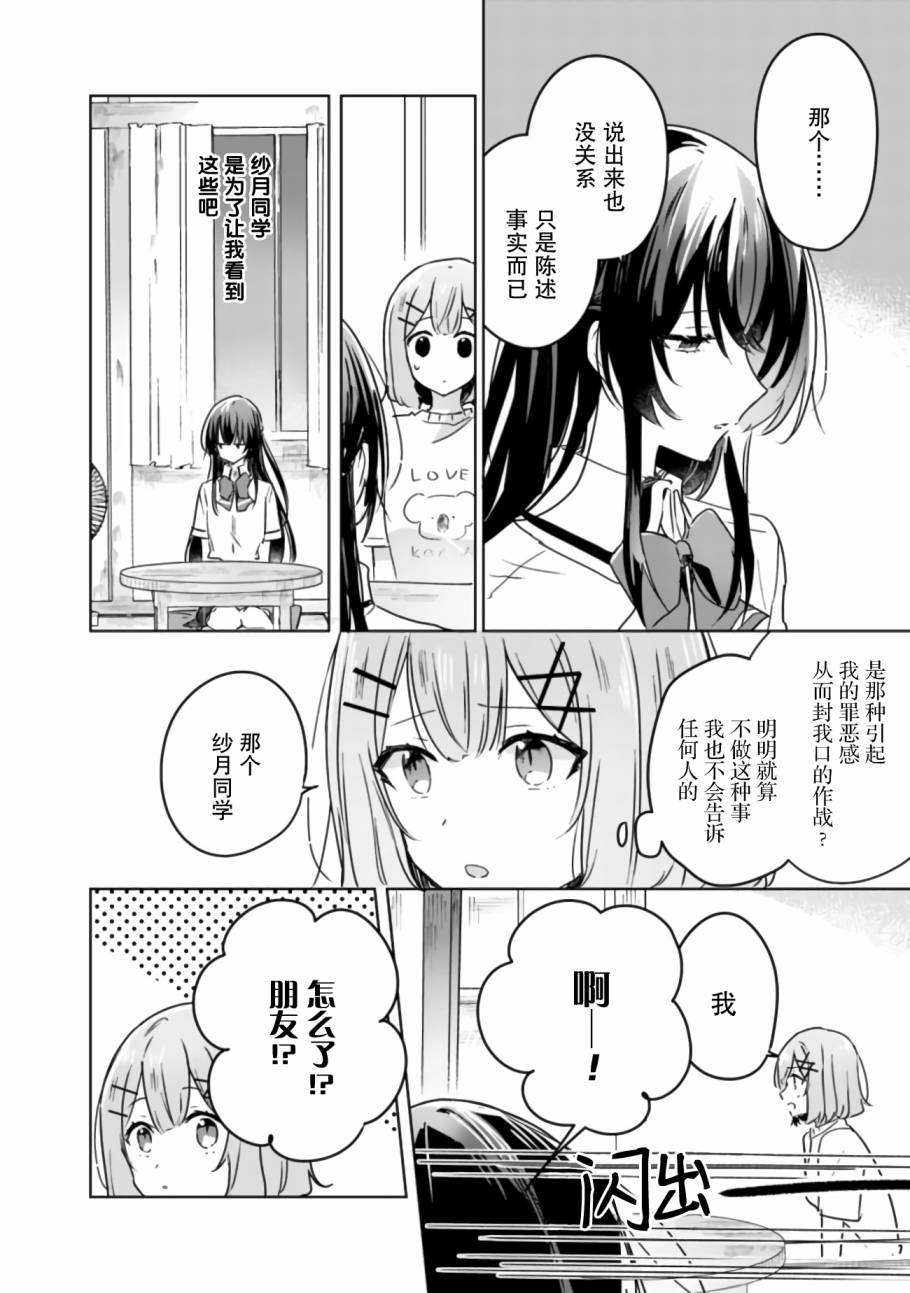 那个……
说出来也
没关系
只是陈述
事实而已
LOVE
纱月同学
是为了让我看到
这些吧
是那种引起
我的罪恶感
从而封我口的作战?
明明就算
不做这种事
我也不会告诉
任何人的
那个
纱月同学
我
啊—!
闪出
怎么了!?
朋友!?